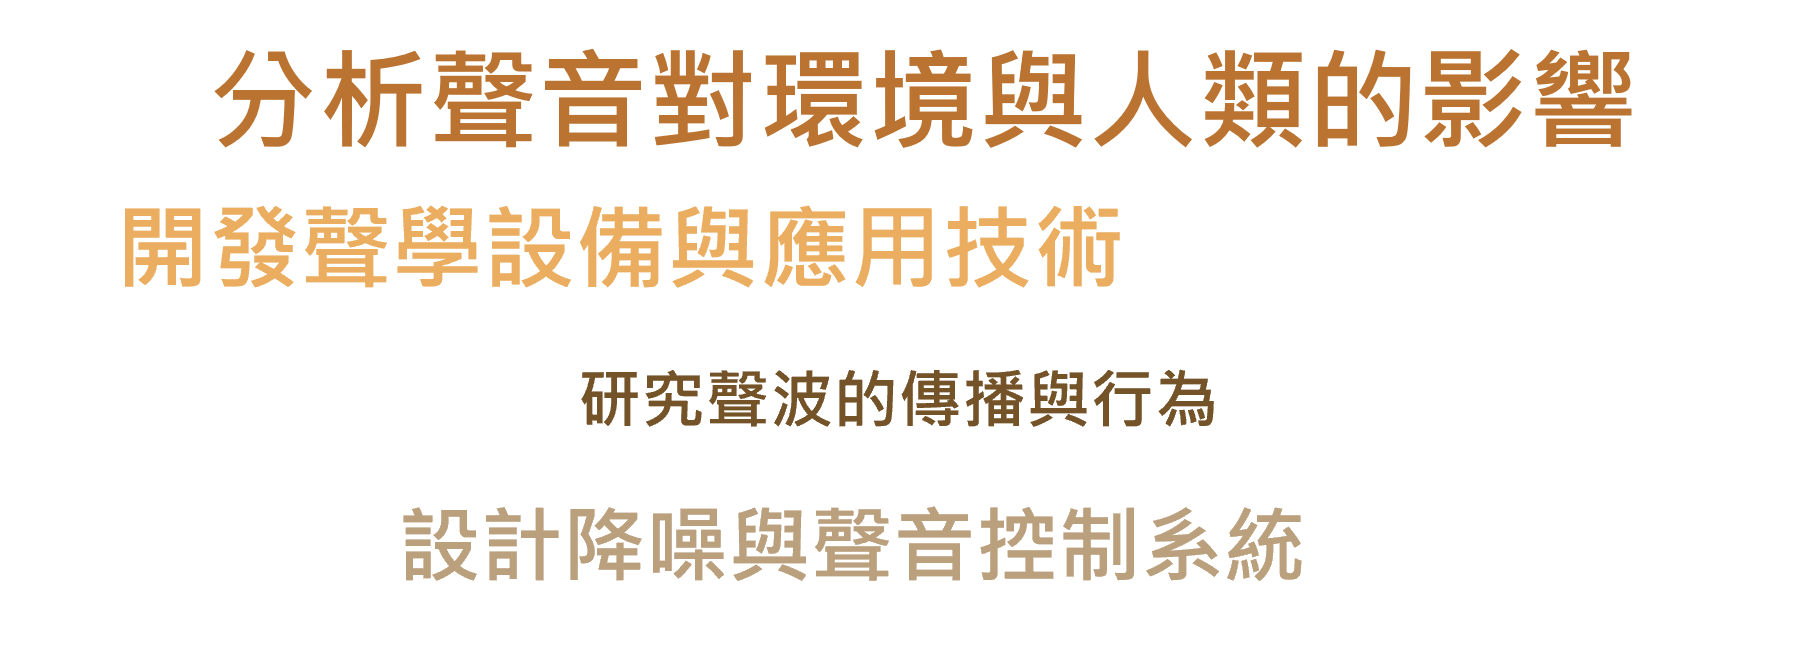 分析聲音對環境與人類的影響
開發聲學設備與應用技術
研究聲波的傳播與行為
設計降噪與聲音控制系統